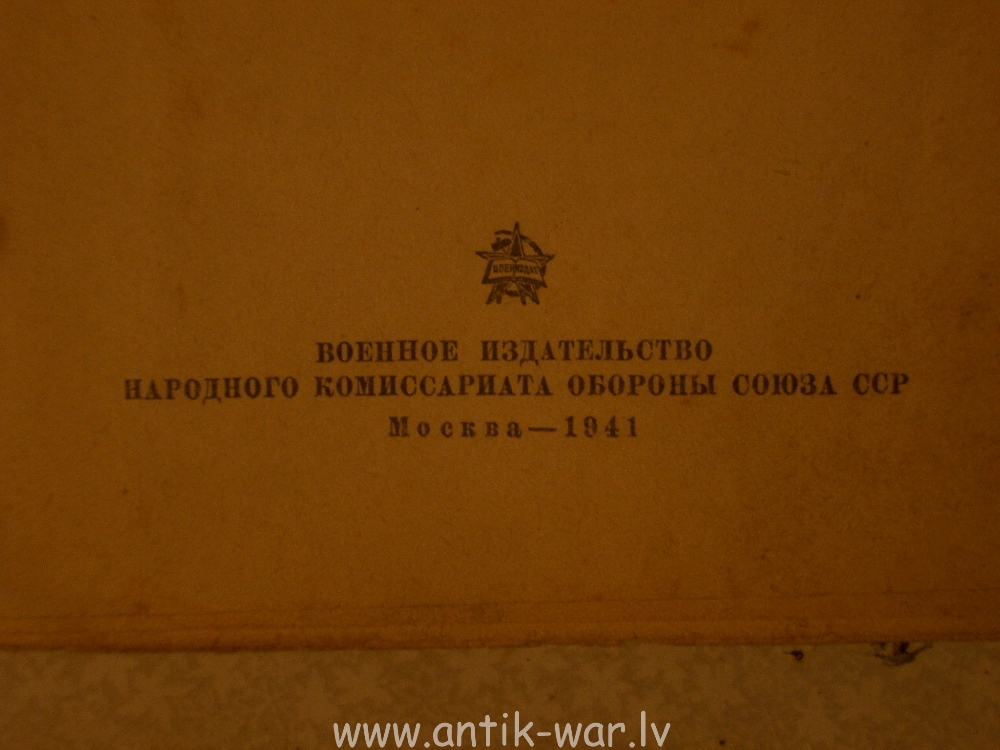 ВОЕНИЗДАТ
ВОЕННОЕ ИЗДАТЕЛЬСТВО
НАРОДНОГО КОМИССАРИАТА ОБОРОНЫ СОЮЗА ССР
Москва—1941
www.antik-war.lv